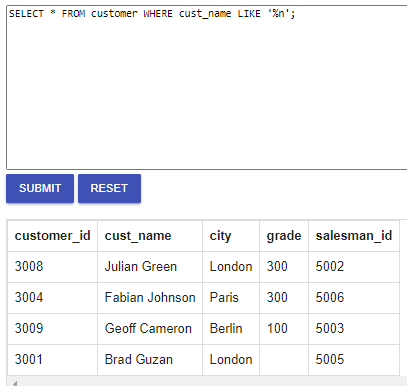 SELECT * FROM customer WHERE cust_name LIKE '%n';
SUBMIT RESET
customer_id cust_name city grade salesman_id
3008 Julian Green London 300 5002
3004 Fabian Johnson Paris 300 5006
3009 Geoff Cameron Berlin 100 5003
3001 Brad Guzan London 5005